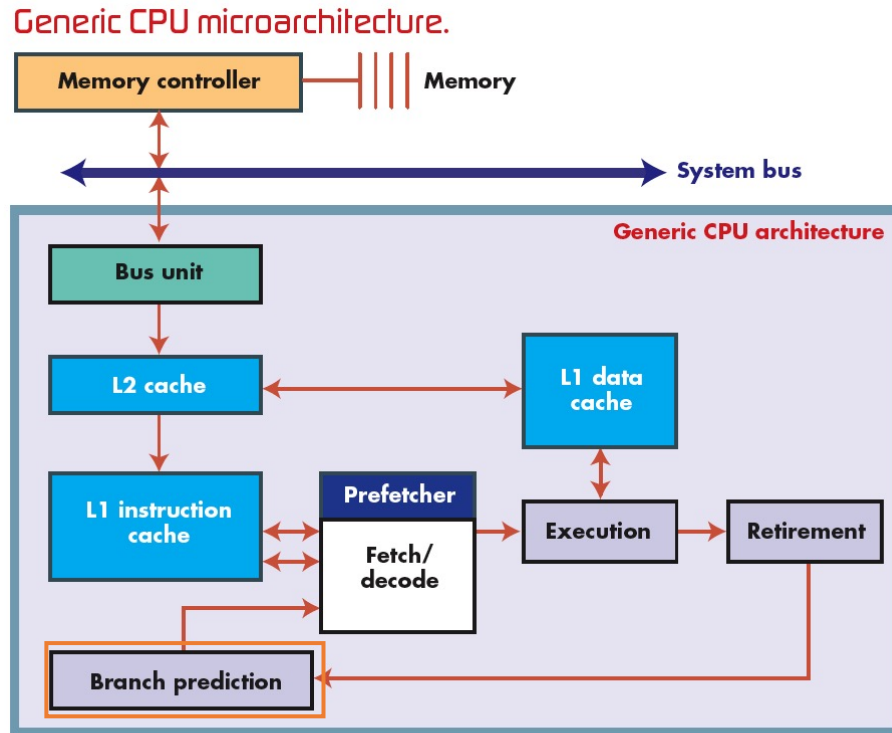 Generic CPU microarchitecture.
Memory controller
Memory
System bus
Generic CPU architecture
Bus unit
L2 cache
L1 data
cache
L1 instruction
cache
Prefetcher
Fetch/
decode
Execution
Retirement
Branch prediction